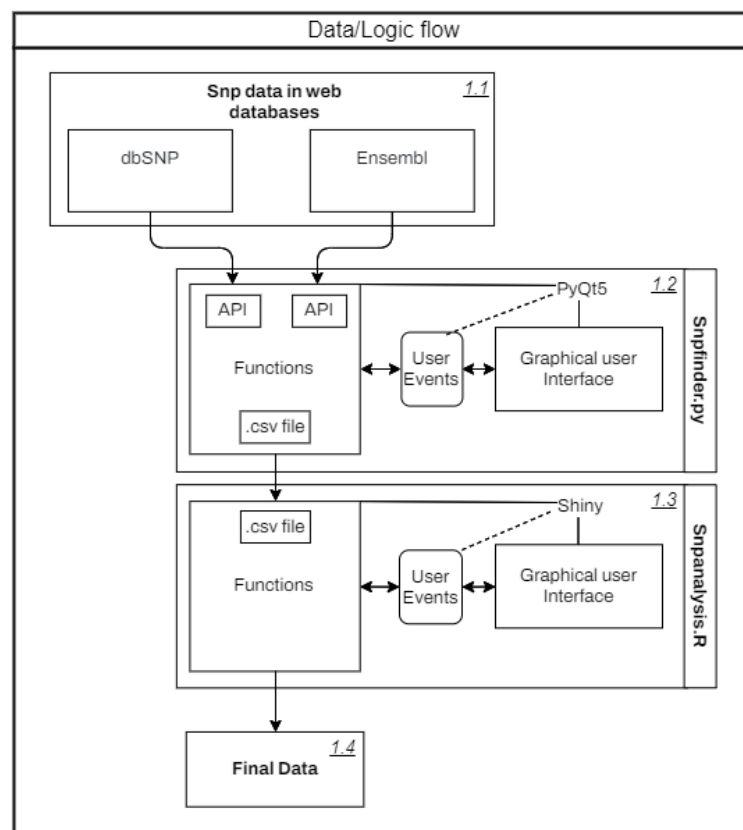 Data/Logic flow
Snp data in web
databases
1.1
dbSNP
Ensembl
1.2
PyQt5
API
API
Functions
User
Events
Graphical user
Interface
.csv file
Snpfinder.py
1.3
Shiny
.csv file
Functions
User
Events
Graphical user
Interface
Snpanalysis.R
1.4
Final Data